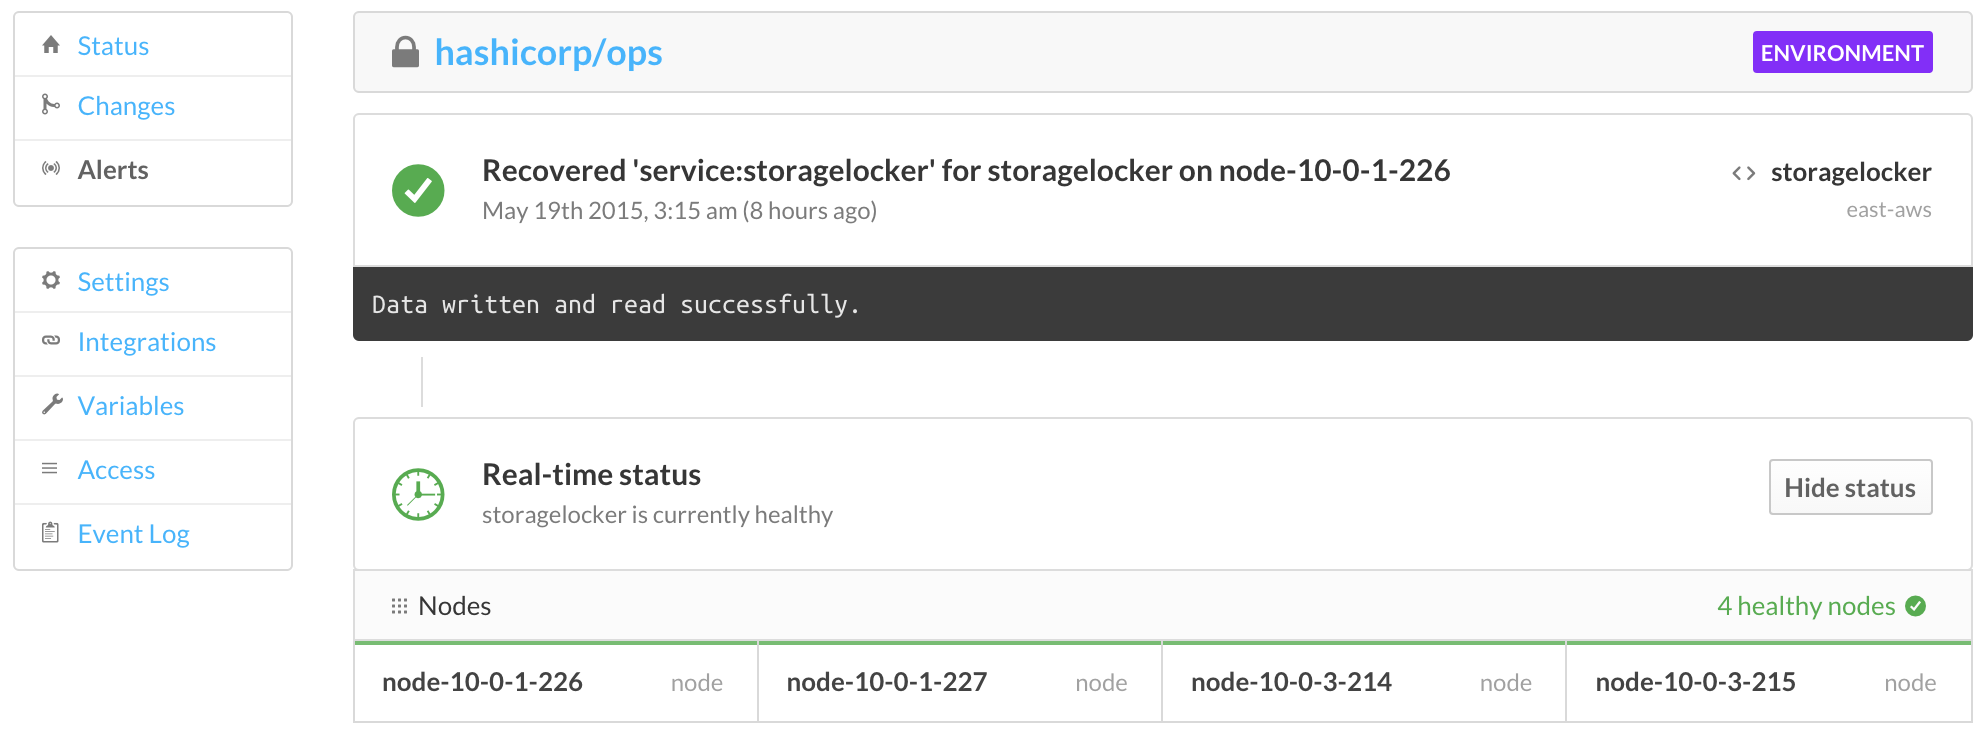 Status
Changes
Alerts
Settings
Integrations
Variables
Access
Event Log
hashicorp/ops
ENVIRONMENT
Recovered 'service:storagelocker' for storagelocker on node-10-0-1-226
May 19th 2015, 3:15 am (8 hours ago)
storagelocker
east-aws
Data written and read successfully.
Real-time status
storagelocker is currently healthy
Hide status
Nodes
4 healthy nodes
node-10-0-1-226 node
node-10-0-1-227 node
node-10-0-3-214 node
node-10-0-3-215 node